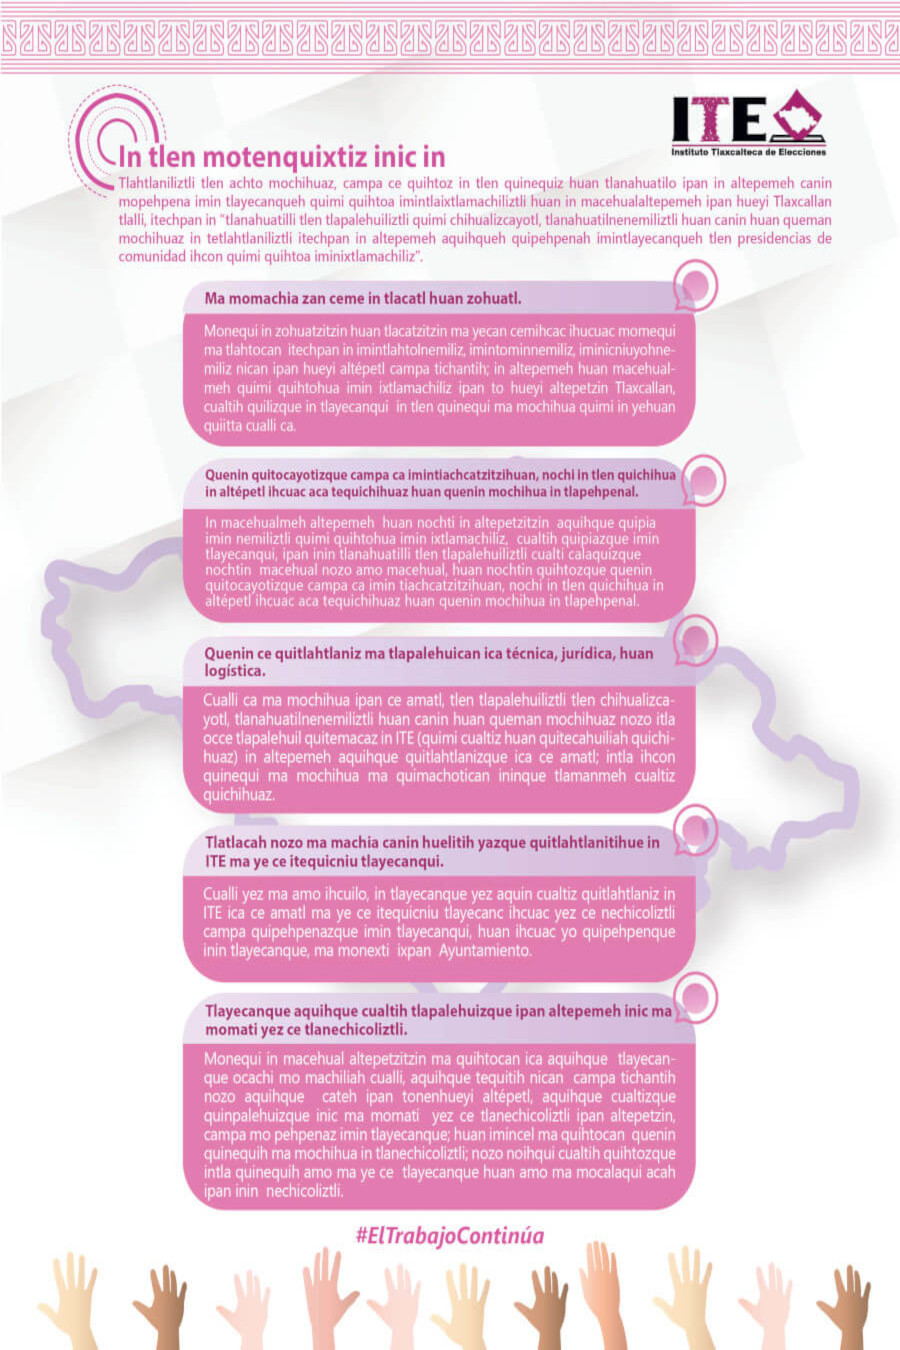 ITE
Instituto Tlaxcalteca de Elecciones
In tlen motenquixtiz inic in
Tlahtlaniliztli tlen achto mochihuaz, campa ce quihtoz in tlen quinequiz huan tlanahuatilo ipan in altepemeh canin
mopehpena imin tlayecanqueh quimi quihtoa imintlaixtlamachiliztli huan in macehualaltepemeh ipan hueyi Tlaxcallan
tlalli, itechpan in “tlanahuatilli tlen tlapalehuiliztli quimi chihualizcayotl, tlanahuatilnenemiliztli huan canin huan queman
mochihuaz in tetlahtlaniliztli itechpan in altepemeh aquihqueh quipehpenah imintlayecanqueh tlen presidencias de
comunidad ihcon quimi quihtoa iminixtlamachiliz”.
Ma momachia zan ceme in tlacatl huan zohuatl.
Monequi in zohuatzitzin huan tlacatzitzin ma yecan cemihcac ihucuac momequi
ma tlahtocan itechpan in imintlahtolnemiliz, imintominnemiliz, iminicniuyohne-
miliz nican ipan hueyi altépetl campa tichantih; in altepemeh huan macehual-
meh quimi quihtohua imin ixtlamachiliz ipan to hueyi altepetzin Tlaxcallan,
cualtih quilizque in tlayecanqui in tlen quinequi ma mochihua quimi in yehuan
quiitta cualli ca.
Quenin quitocayotizque campa ca imintiachcatzitzihuan, nochi in tlen quichihua
in altépetl ihcuac aca tequichihuaz huan quenin mochihua in tlapehpenal.
In macehualmeh altepemeh huan nochti in altepetzitzin aquihque quipia
imin nemiliztli quimi quihtohua imin ixtlamachiliz, cualtih quipiazque imin
tlayecanqui, ipan inin tlanahuatilli tlen tlapalehuiliztli cualti calaquizque
nochtin macehual nozo amo macehual, huan nochtin quihtozque quenin
quitocayotizque campa ca imin tiachcatzitzihuan, nochi in tlen quichihua in
altépetl ihcuac aca tequichihuaz huan quenin mochihua in tlapehpenal.
Quenin ce quitlahtlaniz ma tlapalehuican ica técnica, jurídica, huan
logística.
Cualli ca ma mochihua ipan ce amatl, tlen tlapalehuiliztli tlen chihualizca-
yotl, tlanahuatilnenemiliztli huan canin huan queman mochihuaz nozo itla
occe tlapalehuil quitemacaz in ITE (quimi cualtiz huan quitecahuiliah quichi-
huaz) in altepemeh aquihque quitlahtlanizque ica ce amatl; intla ihcon
quinequi ma mochihua ma quimachotican ininque tlamanmeh cualtiz
quichihuaz.
Tlatlacah nozo ma machia canin huelitih yazque quitlahtlanitihue in
ITE ma ye ce itequicniu tlayecanqui.
Cualli yez ma amo ihcuilo, in tlayecanque yez aquin cualtiz quitlahtlaniz in
ITE ica ce amatl ma ye ce itequicniu tlayecanc ihcuac yez ce nechicoliztli
campa quipehpenazque imin tlayecanqui, huan ihcuac yo quipehpenque
inin tlayecanque, ma monexti ixpan Ayuntamiento.
Tlayecanque aquihque cualtih tlapalehuizque ipan altepemeh inic ma
momati yez ce tlanechicoliztli.
Monequi in macehual altepetzitzin ma quihtocan ica aquihque tlayecan-
que ocachi mo machiliah cualli, aquihque tequitih nican campa tichantih
nozo aquihque cateh ipan tonenhueyi altépetl, aquihque cualtizque
quinpalehuizque inic ma momati yez ce tlanechicoliztli ipan altepetzin,
campa mo pehpenaz imin tlayecanque; huan imincel ma quihtocan quenin
quinequih ma mochihua in tlanechicoliztli; nozo noihqui cualtih quihtozque
intla quinequih amo ma ye ce tlayecanque huan amo ma mocalaqui acah
ipan inin nechicoliztli.
#ElTrabajoContinúa